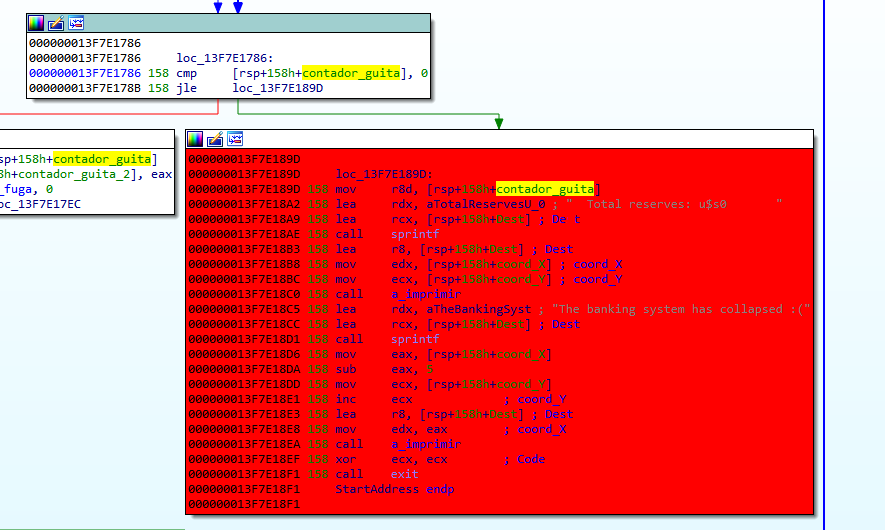 000000013F7E1786
000000013F7E1786 loc_13F7E1786:
000000013F7E1786 158 cmp [rsp+158h+contador_guita], 0
000000013F7E178B 158 jle loc_13F7E189D
sp+158h+contador_guita]
8h+contador_guita_2], eax
_fuga, 0
oc_13F7E17EC
000000013F7E189D
000000013F7E189D loc_13F7E189D:
000000013F7E189D 158 mov r8d, [rsp+158h+contador_guita]
000000013F7E18A2 158 lea rdx, aTotalReservesU_0 ; " Total reserves: u$s0 "
000000013F7E18A9 158 lea rcx, [rsp+158h+Dest] ; Dest
000000013F7E18AE 158 call sprintf
000000013F7E18B3 158 lea r8, [rsp+158h+Dest] ; Dest
000000013F7E18B8 158 mov edx, [rsp+158h+coord_X] ; coord_X
000000013F7E18BC 158 mov ecx, [rsp+158h+coord_Y] ; coord_Y
000000013F7E18C0 158 call a_imprimir
000000013F7E18C5 158 lea rdx, aTheBankingSyst ; "The banking system has collapsed :("
000000013F7E18CC 158 lea rcx, [rsp+158h+Dest] ; Dest
000000013F7E18D1 158 call sprintf
000000013F7E18D6 158 mov eax, [rsp+158h+coord_X]
000000013F7E18DA 158 sub eax, 5
000000013F7E18DD 158 mov ecx, [rsp+158h+coord_Y]
000000013F7E18E1 158 inc ecx ; coord_Y
000000013F7E18E3 158 lea r8, [rsp+158h+Dest] ; Dest
000000013F7E18E8 158 mov edx, eax ; coord_X
000000013F7E18EA 158 call a_imprimir
000000013F7E18EF 158 xor ecx, ecx ; Code
000000013F7E18F1 158 call exit
000000013F7E18F1 StartAddress endp
000000013F7E18F1